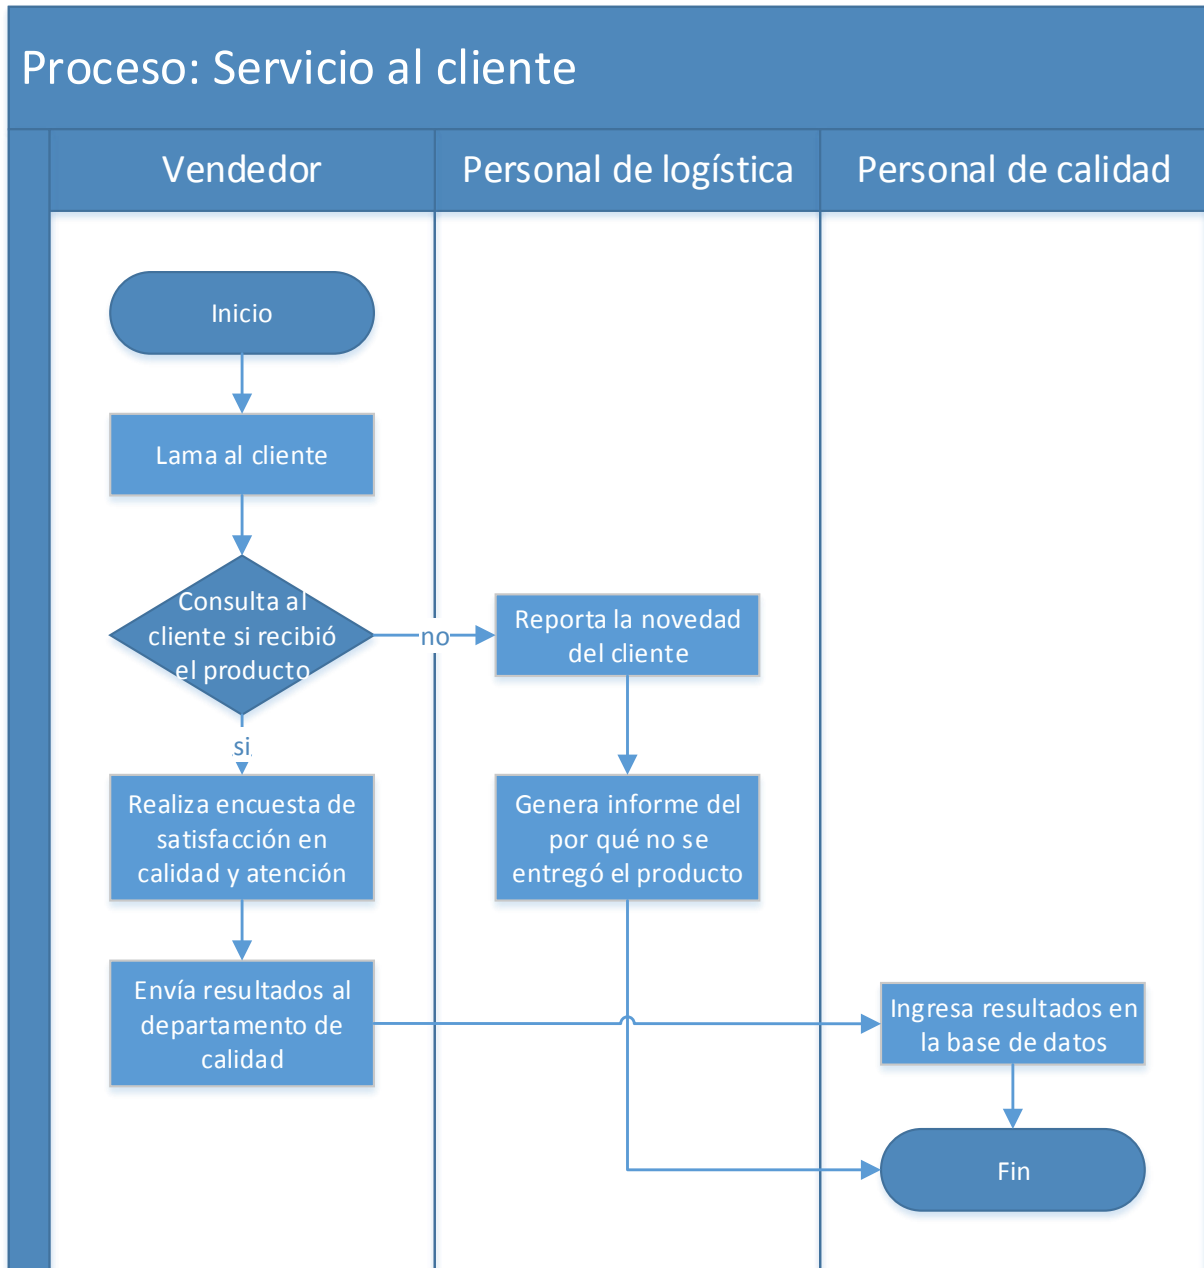 Proceso: Servicio al cliente
Vendedor
Personal de logística
Personal de calidad
Inicio
Lama al cliente
Consulta al
cliente si recibió
el producto
no
Reporta la novedad
del cliente
si
Realiza encuesta de
satisfacción en
calidad y atención
Genera informe del
por qué no se
entregó el producto
Envía resultados al
departamento de
calidad
Ingresa resultados en
la base de datos
Fin